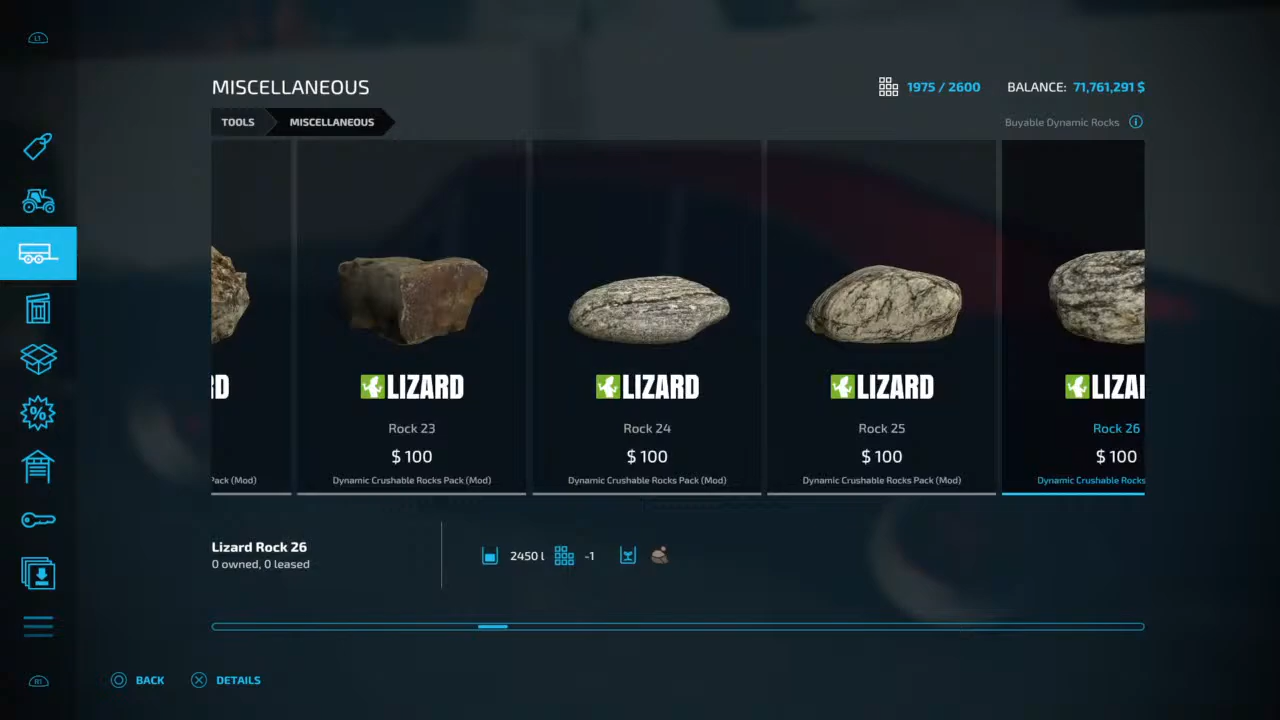 L1
MISCELLANEOUS
1975 / 2600
BALANCE: 71,761,291 $
TOOLS
MISCELLANEOUS
Buyable Dynamic Rocks
RD
LIZARD
LIZARD
LIZARD
LIZAI
Rock 23
Rock 24
Rock 25
Rock 26
$ 100
$ 100
$ 100
$ 100
Pack (Mod)
Dynamic Crushable Rocks Pack (Mod)
Dynamic Crushable Rocks Pack (Mod)
Dynamic Crushable Rocks Pack (Mod)
Dynamic Crushable Rocks
Lizard Rock 26
0 owned, 0 leased
2450 l
-1
R1
BACK
DETAILS